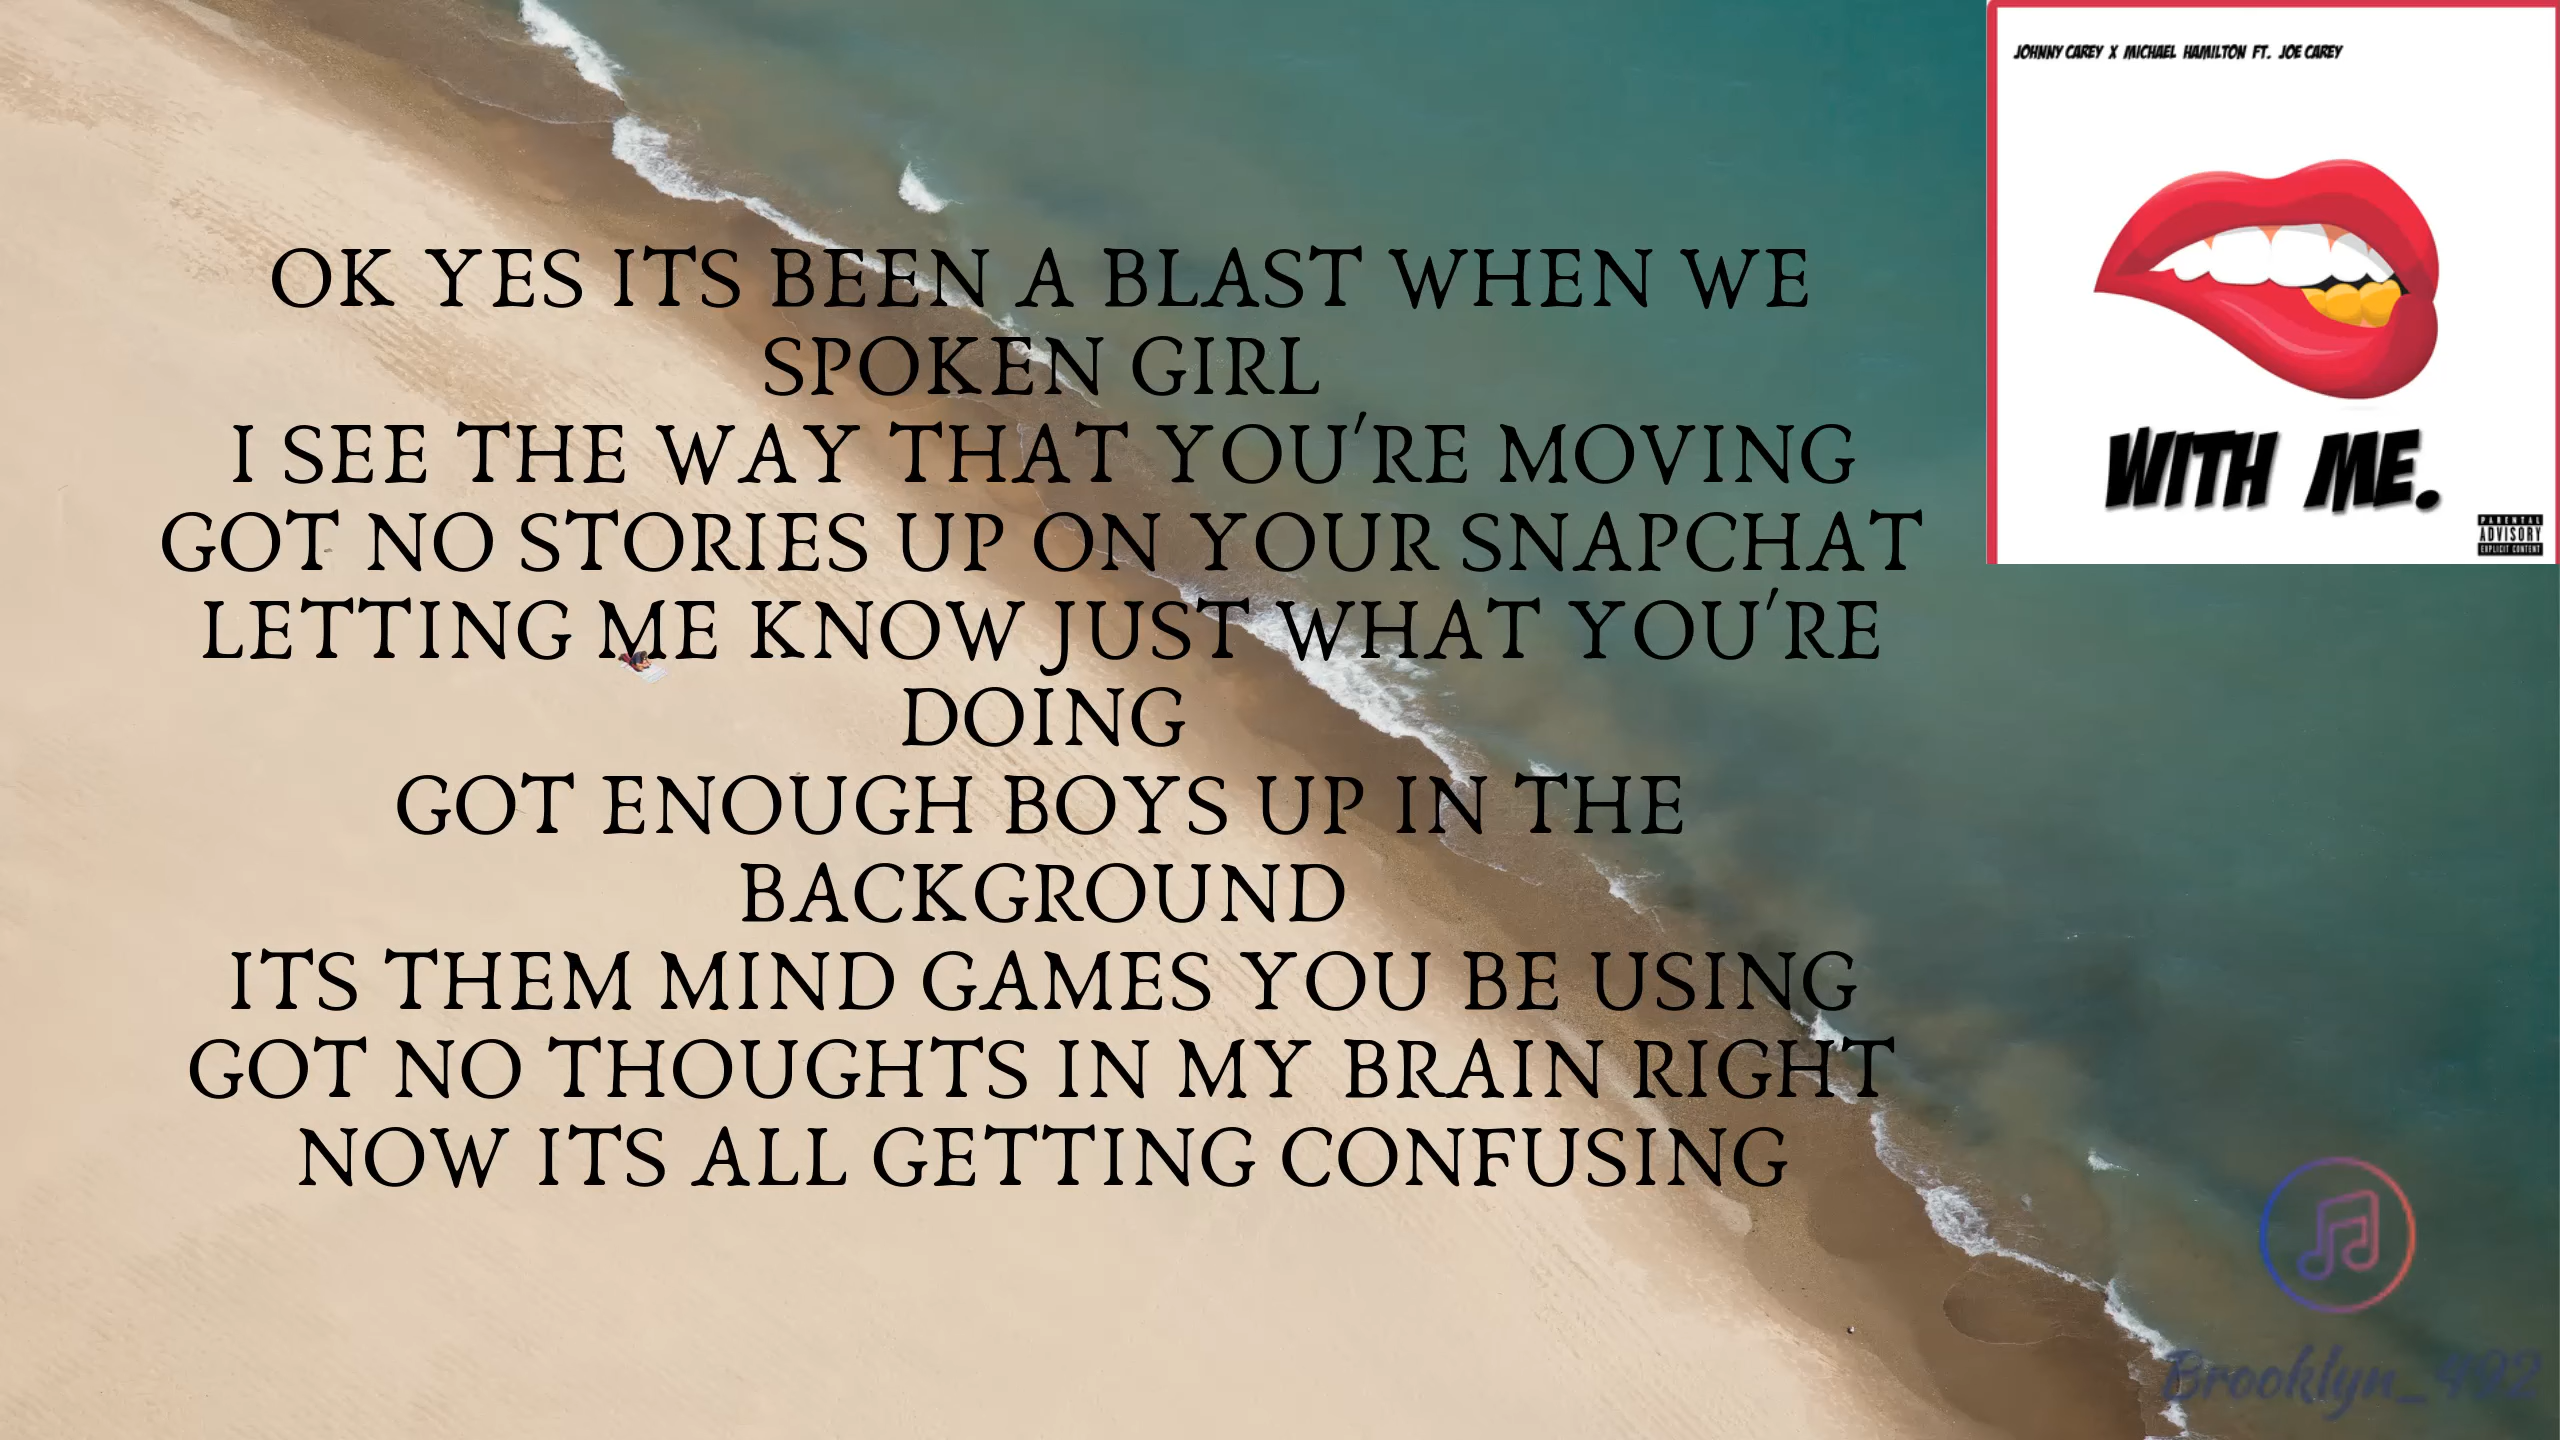 JOHNNY CAREY X MICHAEL HAMILTON FT. JOE CAREY
WITH ME.
PARENTAL
ADVISORY
EXPLICIT CONTENT
OK YES ITS BEEN A BLAST WHEN WE
SPOKEN GIRL
I SEE THE WAY THAT YOU'RE MOVING
GOT NO STORIES UP ON YOUR SNAPCHAT
LETTING ME KNOW JUST WHAT YOU'RE
DOING
GOT ENOUGH BOYS UP IN THE
BACKGROUND
ITS THEM MIND GAMES YOU BE USING
GOT NO THOUGHTS IN MY BRAIN RIGHT
NOW ITS ALL GETTING CONFUSING
Brooklyn_492